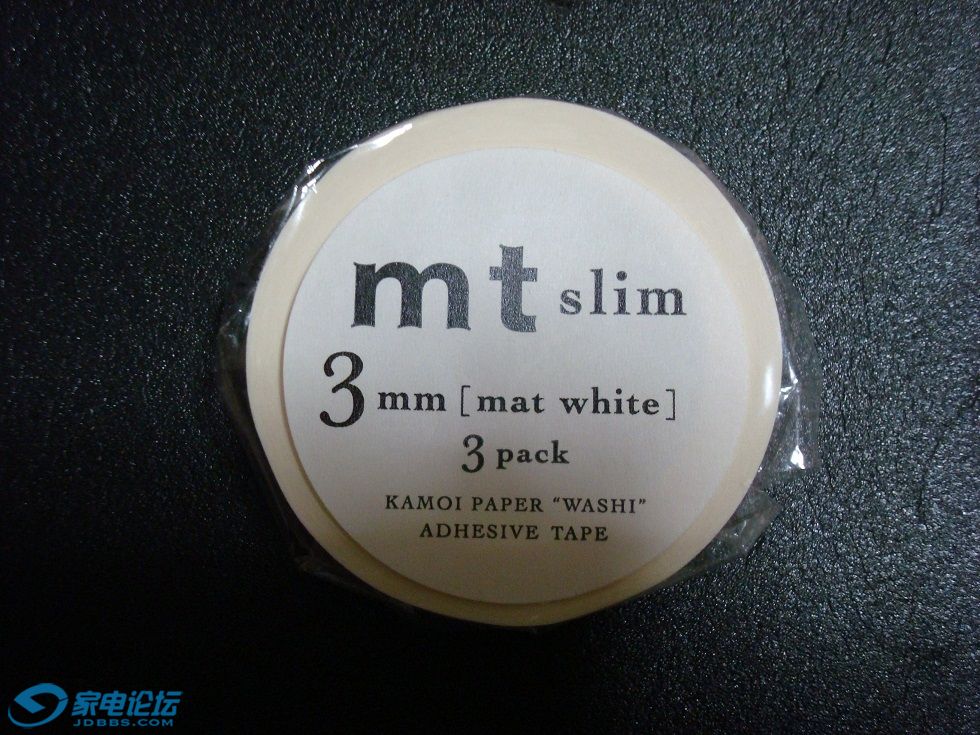 mt slim
3 mm [mat white]
3 pack
KAMOI PAPER “WASHI”
ADHESIVE TAPE
家电论坛
JDBBS.COM